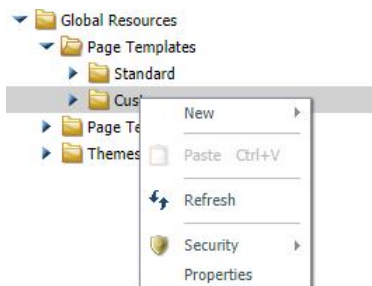 Global Resources
Page Templates
Standard
Cus
New
Page Te
Paste Ctrl+V
Themes
Refresh
Security
Properties